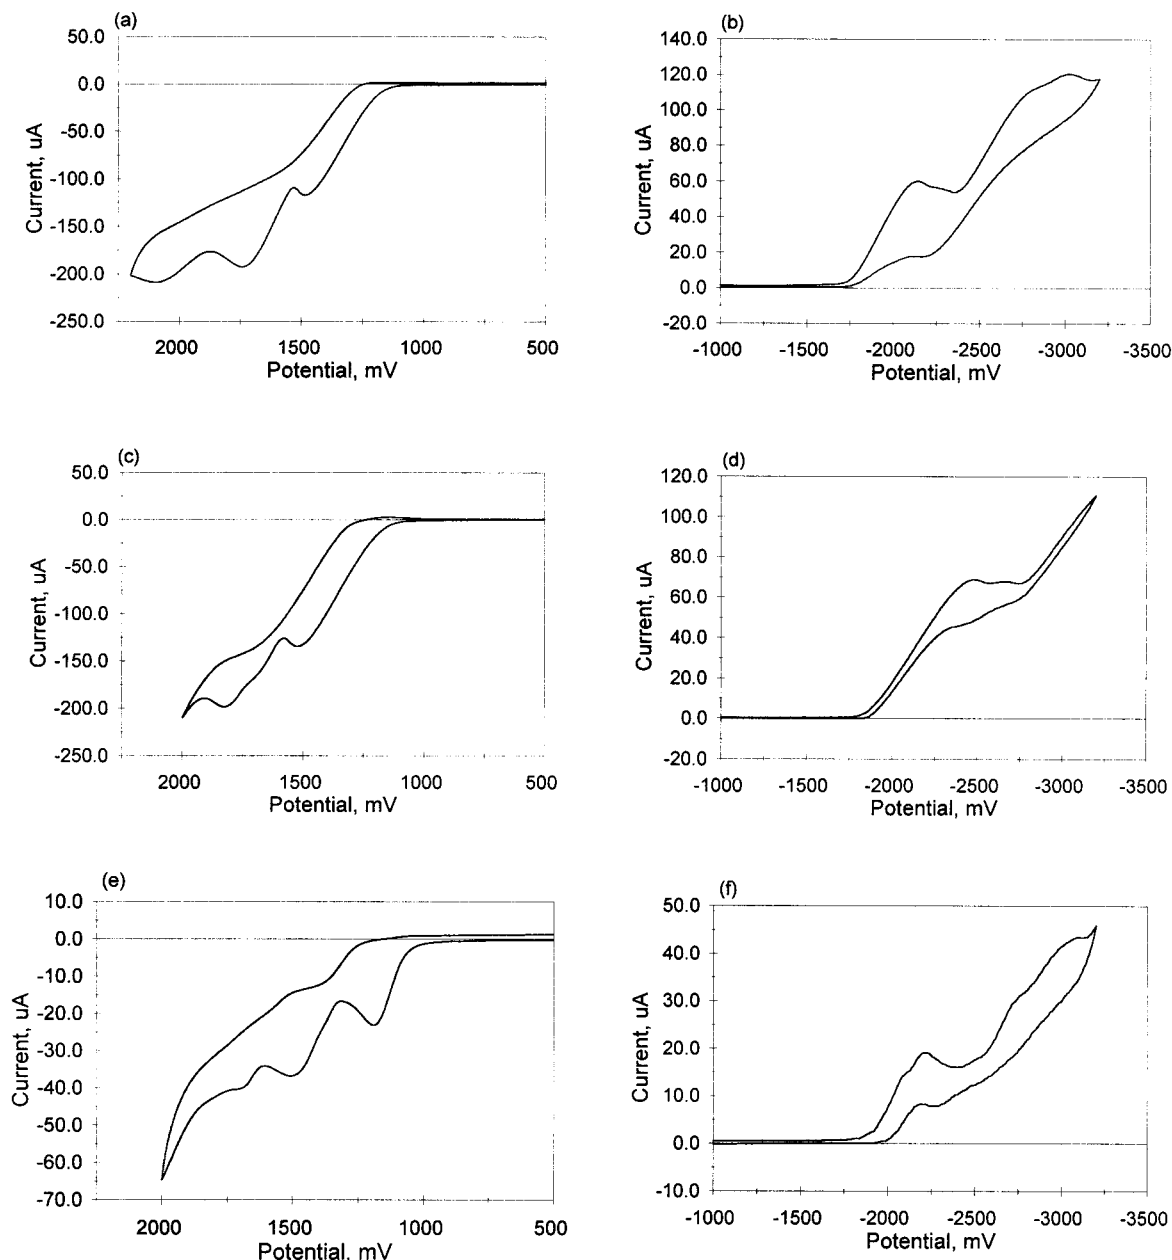 (a)
50.0
0.0
-50.0
-100.0
-150.0
-200.0
-250.0
Current, uA
2000 1500 1000 500
Potential, mV
(b)
140.0
120.0
100.0
80.0
60.0
40.0
20.0
0.0
-20.0
Current, uA
-1000 -1500 -2000 -2500 -3000 -3500
Potential, mV
(c)
50.0
0.0
-50.0
-100.0
-150.0
-200.0
-250.0
Current, uA
2000 1500 1000 500
Potential, mV
(d)
120.0
100.0
80.0
60.0
40.0
20.0
0.0
-20.0
Current, uA
-1000 -1500 -2000 -2500 -3000 -3500
Potential, mV
(e)
10.0
0.0
-10.0
-20.0
-30.0
-40.0
-50.0
-60.0
-70.0
Current, uA
2000 1500 1000 500
Potential, mV
(f)
50.0
40.0
30.0
20.0
10.0
0.0
-10.0
Current, uA
-1000 -1500 -2000 -2500 -3000 -3500
Potential, mV